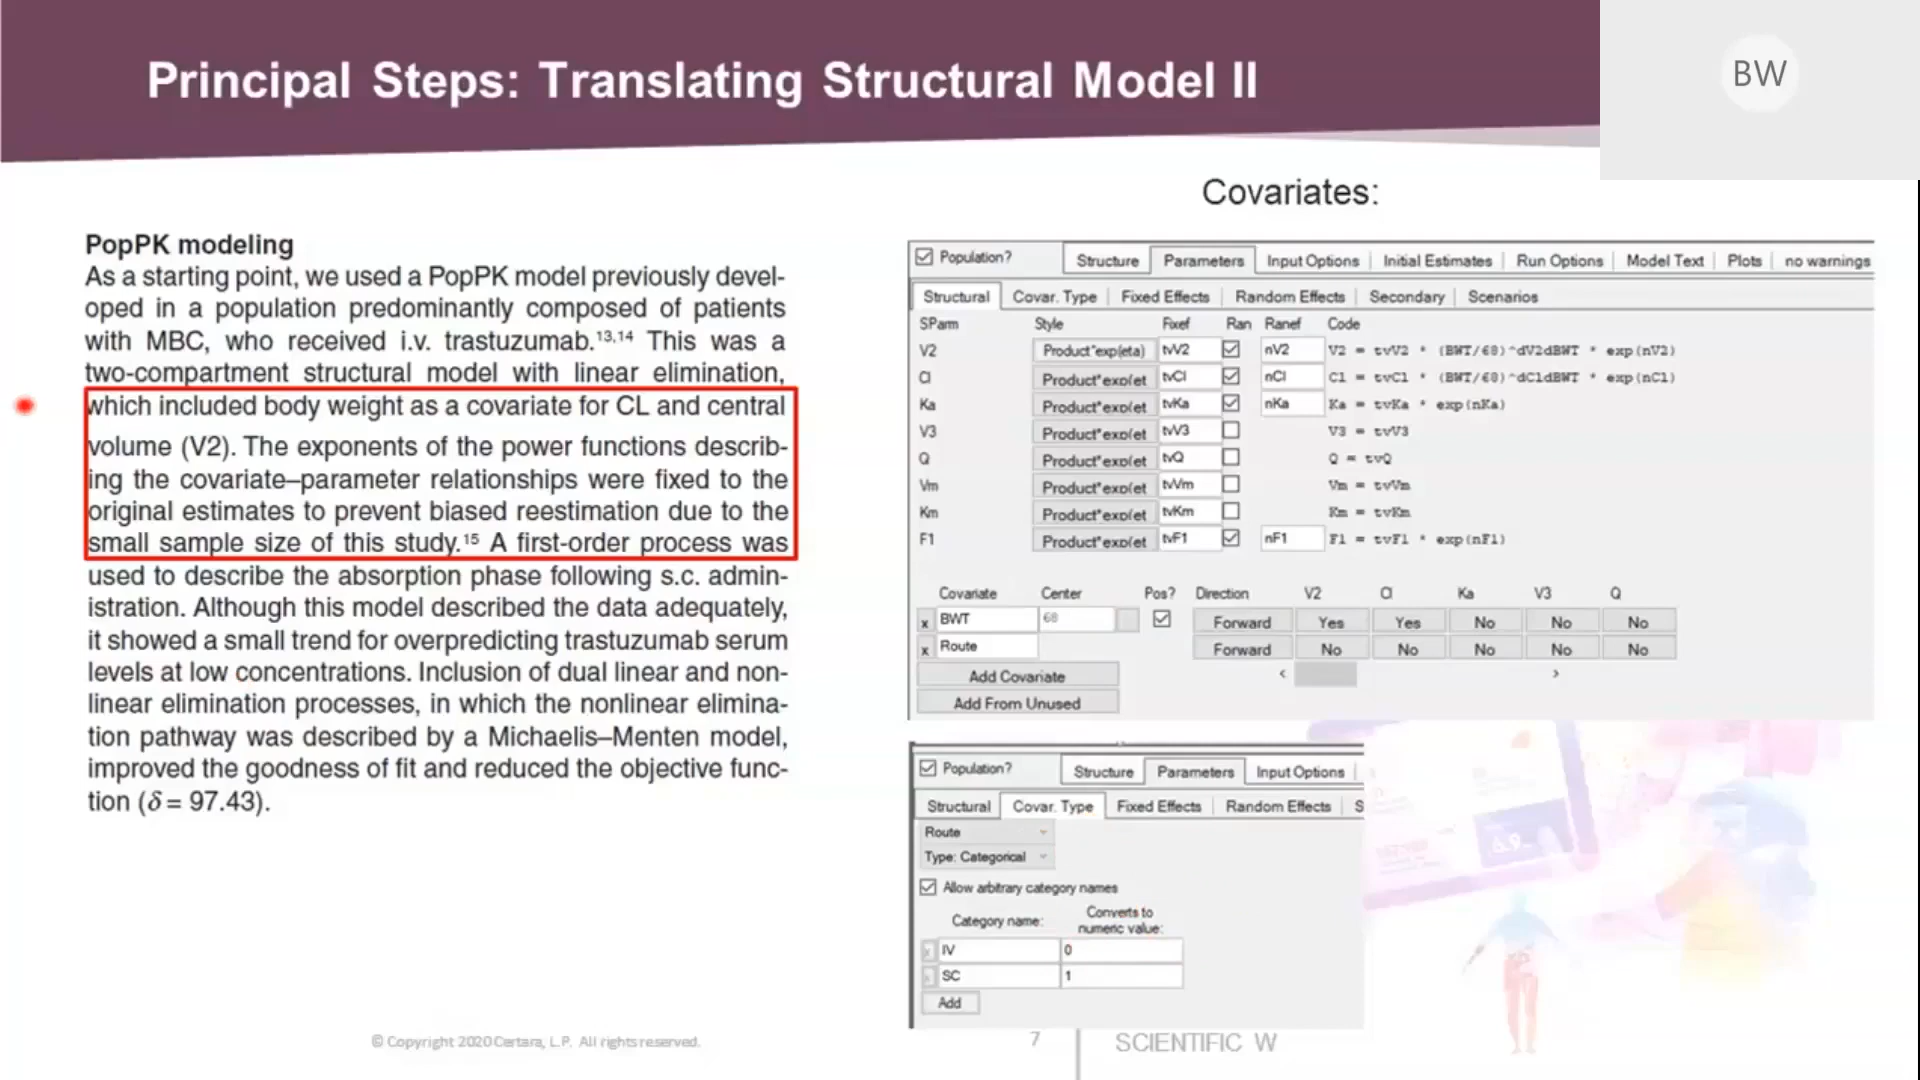 Principal Steps: Translating Structural Model II
BW
PopPK modeling
As a starting point, we used a PopPK model previously devel-
oped in a population predominantly composed of patients
with MBC, who received i.v. trastuzumab.13,14 This was a
two-compartment structural model with linear elimination,
which included body weight as a covariate for CL and central
volume (V2). The exponents of the power functions describ-
ing the covariate–parameter relationships were fixed to the
original estimates to prevent biased reestimation due to the
small sample size of this study.15 A first-order process was
used to describe the absorption phase following s.c. admin-
istration. Although this model described the data adequately,
it showed a small trend for overpredicting trastuzumab serum
levels at low concentrations. Inclusion of dual linear and non-
linear elimination processes, in which the nonlinear elimina-
tion pathway was described by a Michaelis–Menten model,
improved the goodness of fit and reduced the objective func-
tion (δ = 97.43).
Covariates:
Population? Structure Parameters Input Options Initial Estimates Run Options Model Text Plots no warnings
Structural Covar. Type Fixed Effects Random Effects Secondary Scenarios
SParm Style Fixef Ran Ranef Code
V2 Product*exp(eta) tvV2 nV2 V2 = tvV2 * (BWT/68)^dV2dBWT * exp(nV2)
Cl Product*exp(et tvCl nCl Cl = tvCl * (BWT/68)^dCldBWT * exp(nCl)
Ka Product*exp(et tvKa nKa Ka = tvKa * exp(nKa)
V3 Product*exp(et tvV3 V3 = tvV3
Q Product*exp(et tvQ Q = tvQ
Vm Product*exp(et tvVm Vm = tvVm
Km Product*exp(et tvKm Km = tvKm
F1 Product*exp(et tvF1 nF1 F1 = tvF1 * exp(nF1)
Covariate Center Pos? Direction V2 Cl Ka V3 Q
x BWT 68 Forward Yes Yes No No No
x Route Forward No No No No No
Add Covariate < >
Add From Unused
Population? Structure Parameters Input Options
Structural Covar. Type Fixed Effects Random Effects S
Route
Type: Categorical
Allow arbitrary category names
Category name: Converts to
numeric value:
x IV 0
x SC 1
Add
© Copyright 2020 Certara, L.P. All rights reserved.
7
SCIENTIFIC W